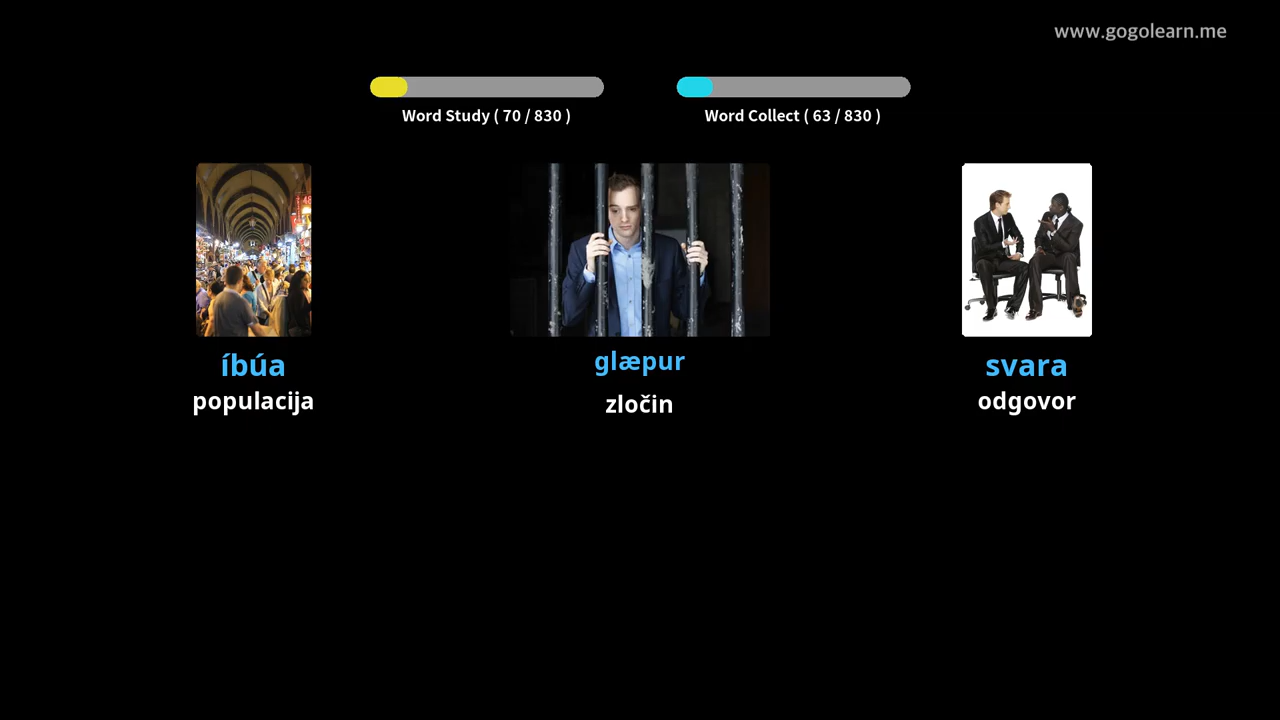 www.gogolearn.me
Word Study ( 70 / 830 )
Word Collect ( 63 / 830 )
íbúa
populacija
glæpur
zločin
svara
odgovor